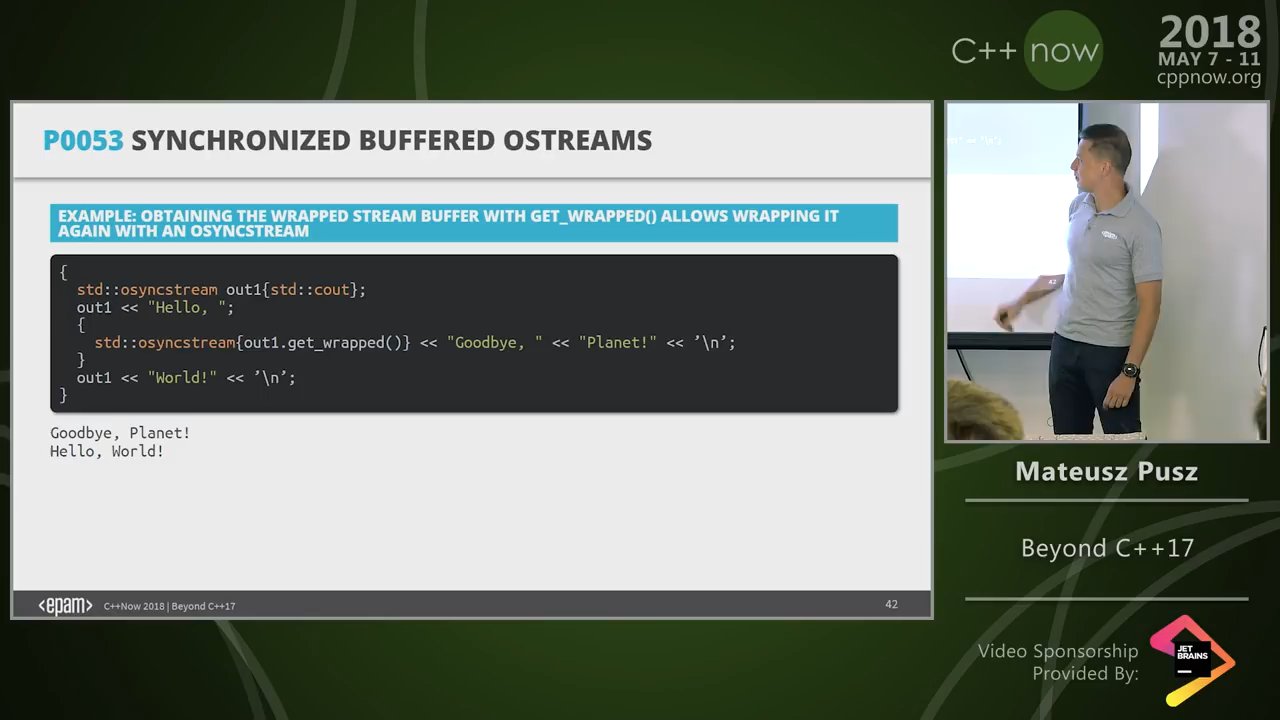 C++ now
2018
MAY 7 - 11
cppnow.org
P0053 SYNCHRONIZED BUFFERED OSTREAMS
EXAMPLE: OBTAINING THE WRAPPED STREAM BUFFER WITH GET_WRAPPED() ALLOWS WRAPPING IT
AGAIN WITH AN OSYNCSTREAM
{
std::osyncstream out1{std::cout};
out1 << "Hello, ";
{
std::osyncstream{out1.get_wrapped()} << "Goodbye, " << "Planet!" << ’\n’;
}
out1 << "World!" << ’\n’;
}
Goodbye, Planet!
Hello, World!
<epam>
C++Now 2018 | Beyond C++17
42
42
Mateusz Pusz
Beyond C++17
Video Sponsorship
Provided By:
JET
BRAINS